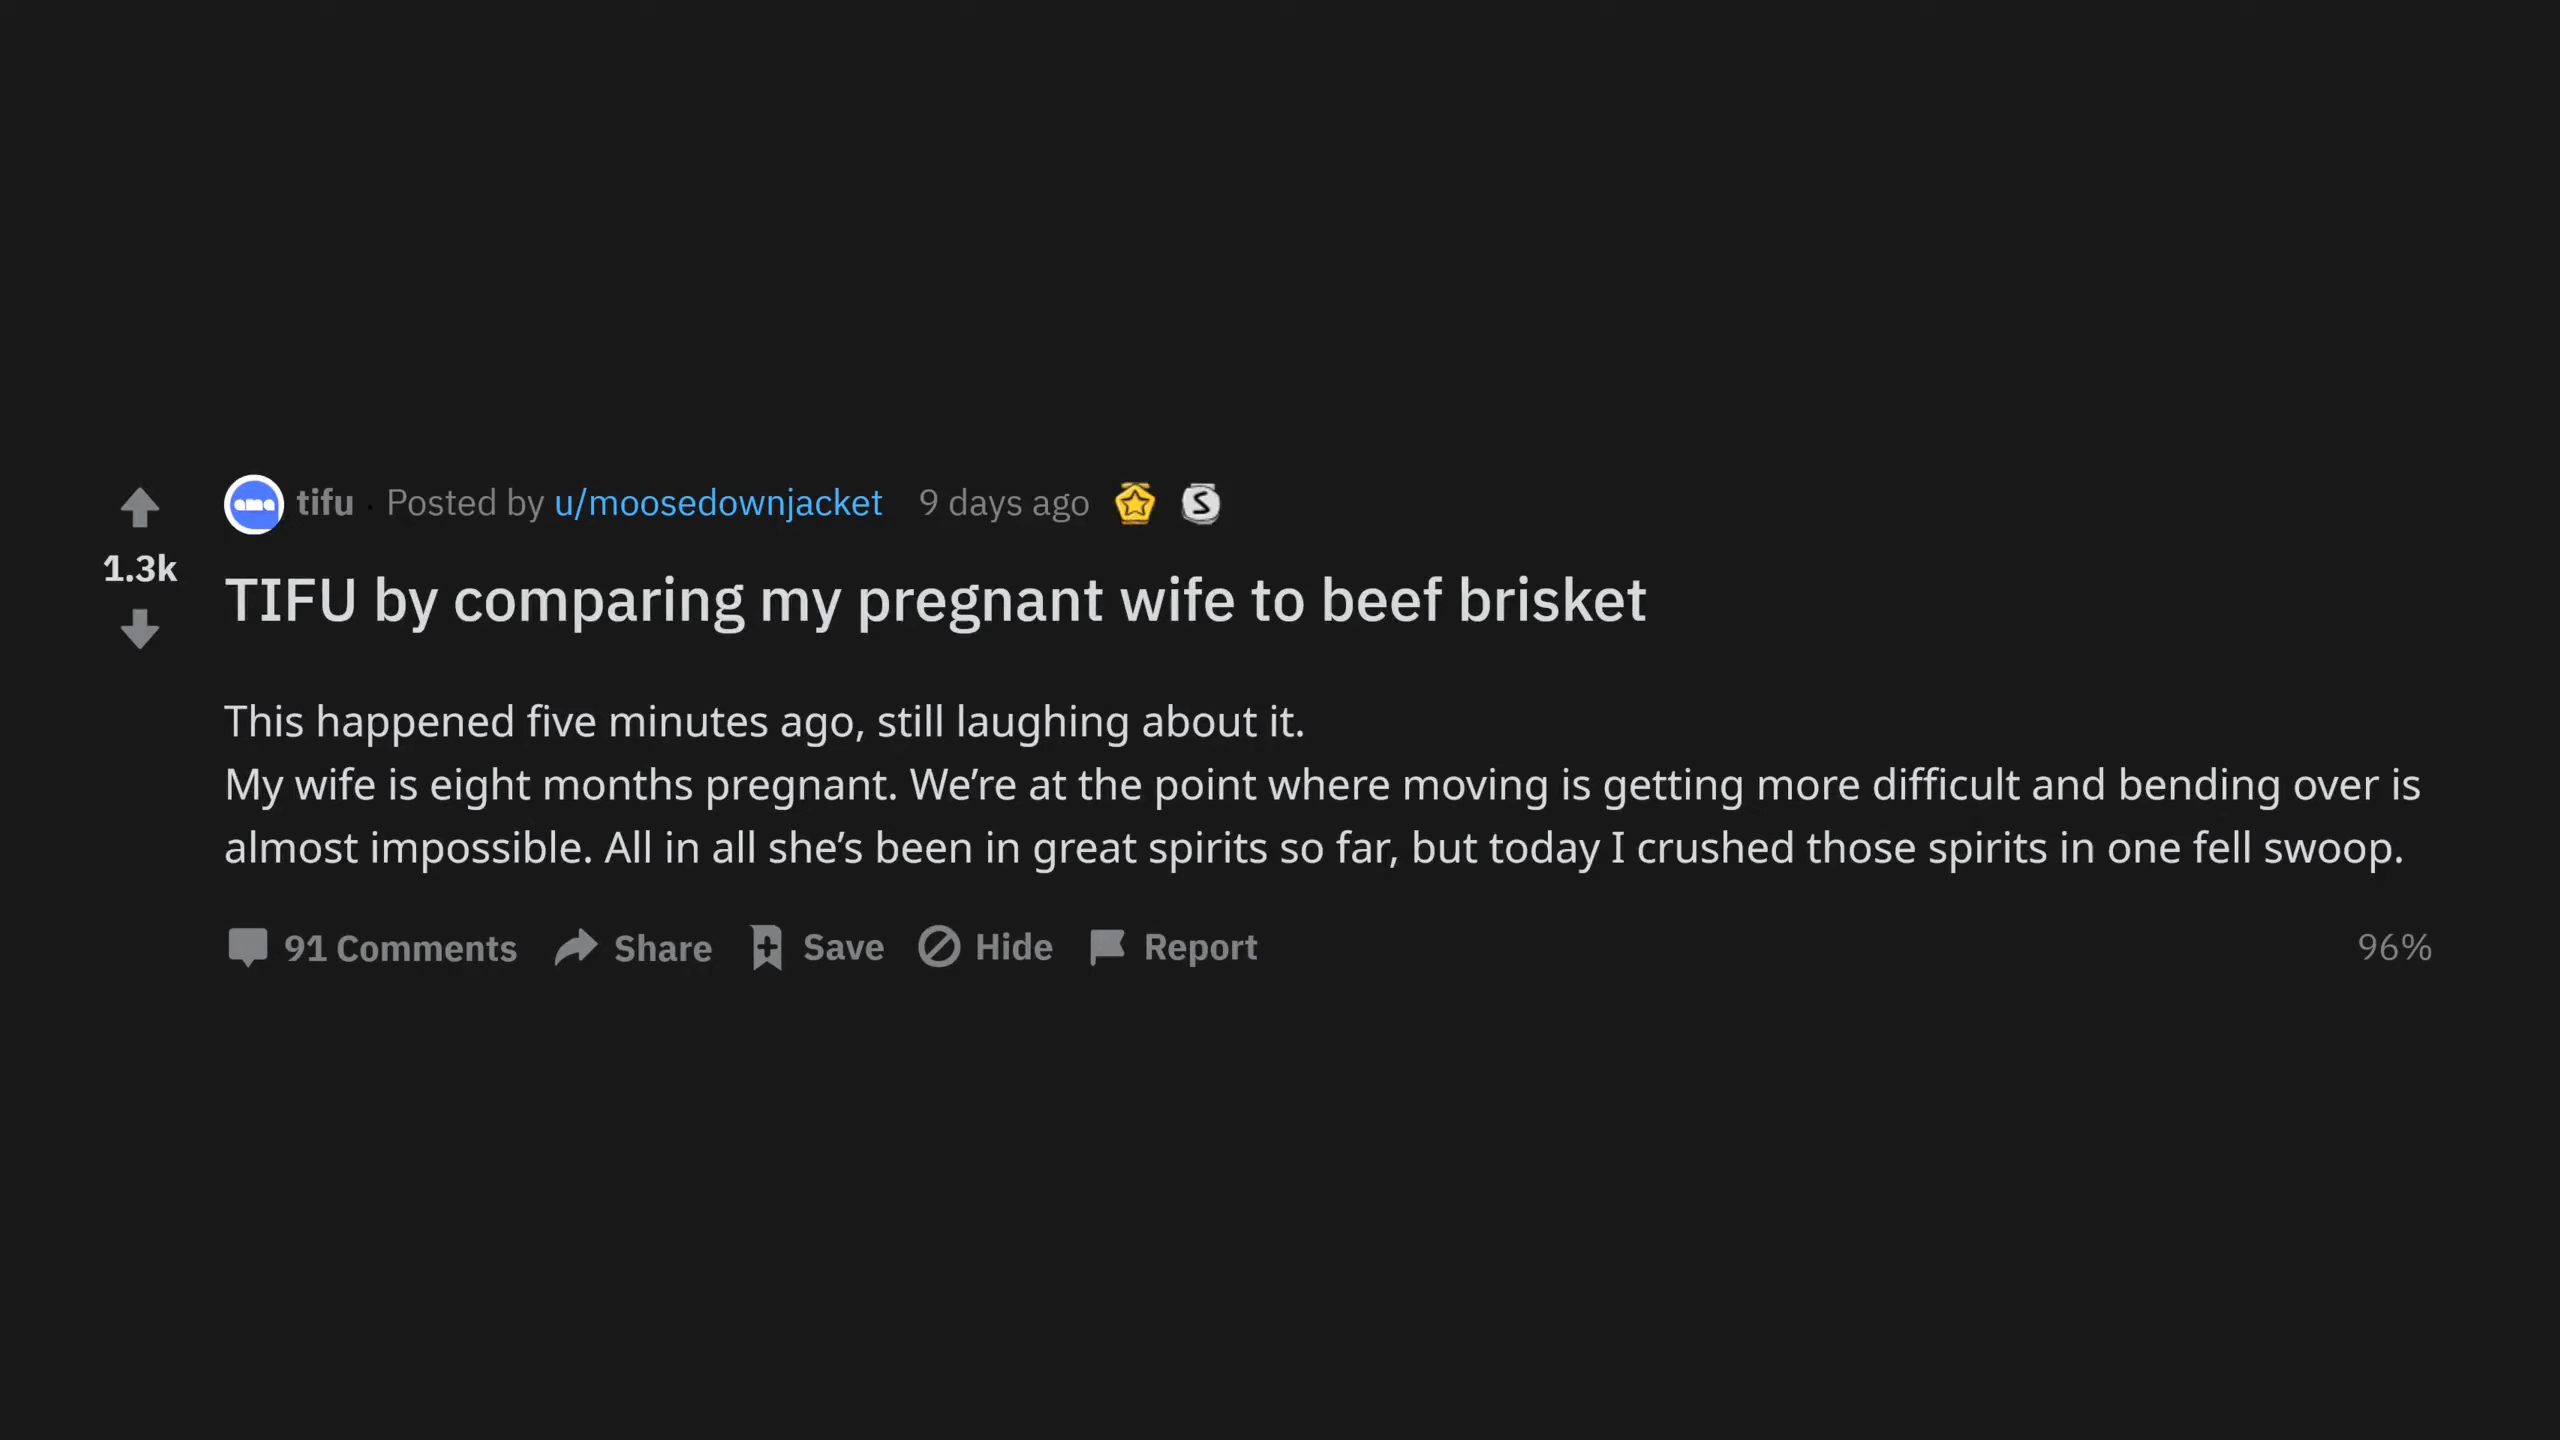 ama tifu · Posted by u/moosedownjacket 9 days ago S
1.3k
TIFU by comparing my pregnant wife to beef brisket
This happened five minutes ago, still laughing about it.
My wife is eight months pregnant. We’re at the point where moving is getting more difficult and bending over is
almost impossible. All in all she’s been in great spirits so far, but today I crushed those spirits in one fell swoop.
91 Comments Share Save Hide Report 96%